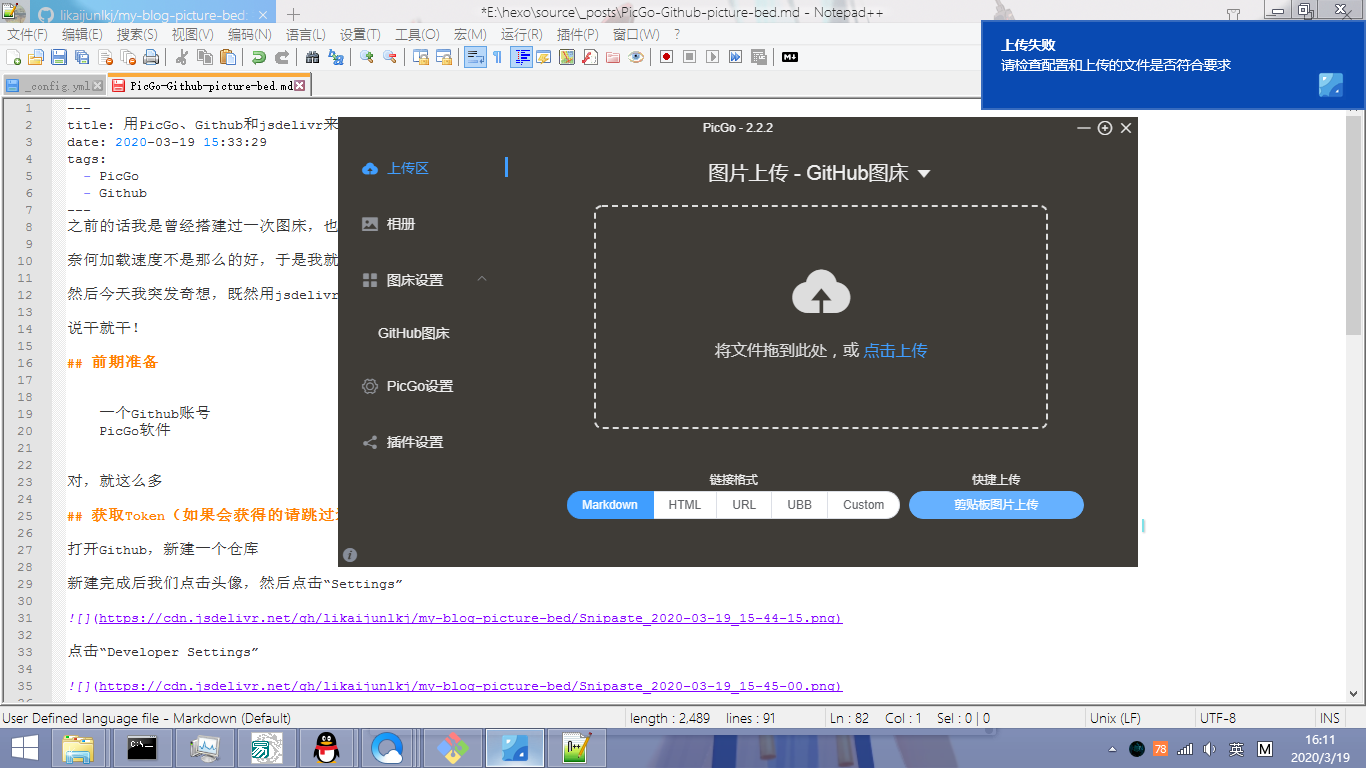 likaijunlkj/my-blog-picture-bed:
*E:\hexo\source\_posts\PicGo-Github-picture-bed.md - Notepad++
文件(F) 编辑(E) 搜索(S) 视图(V) 编码(N) 语言(L) 设置(T) 工具(O) 宏(M) 运行(R) 插件(P) 窗口(W) ?
上传失败
请检查配置和上传的文件是否符合要求
_config.yml
PicGo-Github-picture-bed.md
1 ---
2 title: 用PicGo、Github和jsdelivr来
3 date: 2020-03-19 15:33:29
4 tags:
5 - PicGo
6 - Github
7 ---
8 之前的话我是曾经搭建过一次图床，也
9
10 奈何加载速度不是那么的好，于是我就
11
12 然后今天我突发奇想，既然用jsdelivr
13
14 说干就干！
15
16 ## 前期准备
17
18
19 一个Github账号
20 PicGo软件
21
22
23 对，就这么多
24
25 ## 获取Token（如果会获得的请跳过
26
27 打开Github，新建一个仓库
28
29 新建完成后我们点击头像，然后点击“Settings”
30
31 ![](https://cdn.jsdelivr.net/gh/likaijunlkj/my-blog-picture-bed/Snipaste_2020-03-19_15-44-15.png)
32
33 点击“Developer Settings”
34
35 ![](https://cdn.jsdelivr.net/gh/likaijunlkj/my-blog-picture-bed/Snipaste_2020-03-19_15-45-00.png)
PicGo - 2.2.2
上传区
相册
图床设置
GitHub图床
PicGo设置
插件设置
图片上传 - GitHub图床
将文件拖到此处，或 点击上传
链接格式
快捷上传
Markdown HTML URL UBB Custom
剪贴板图片上传
User Defined language file - Markdown (Default)
length : 2,489 lines : 91
Ln : 82 Col : 1 Sel : 0 | 0
Unix (LF)
UTF-8
INS
78
英
M
16:11
2020/3/19